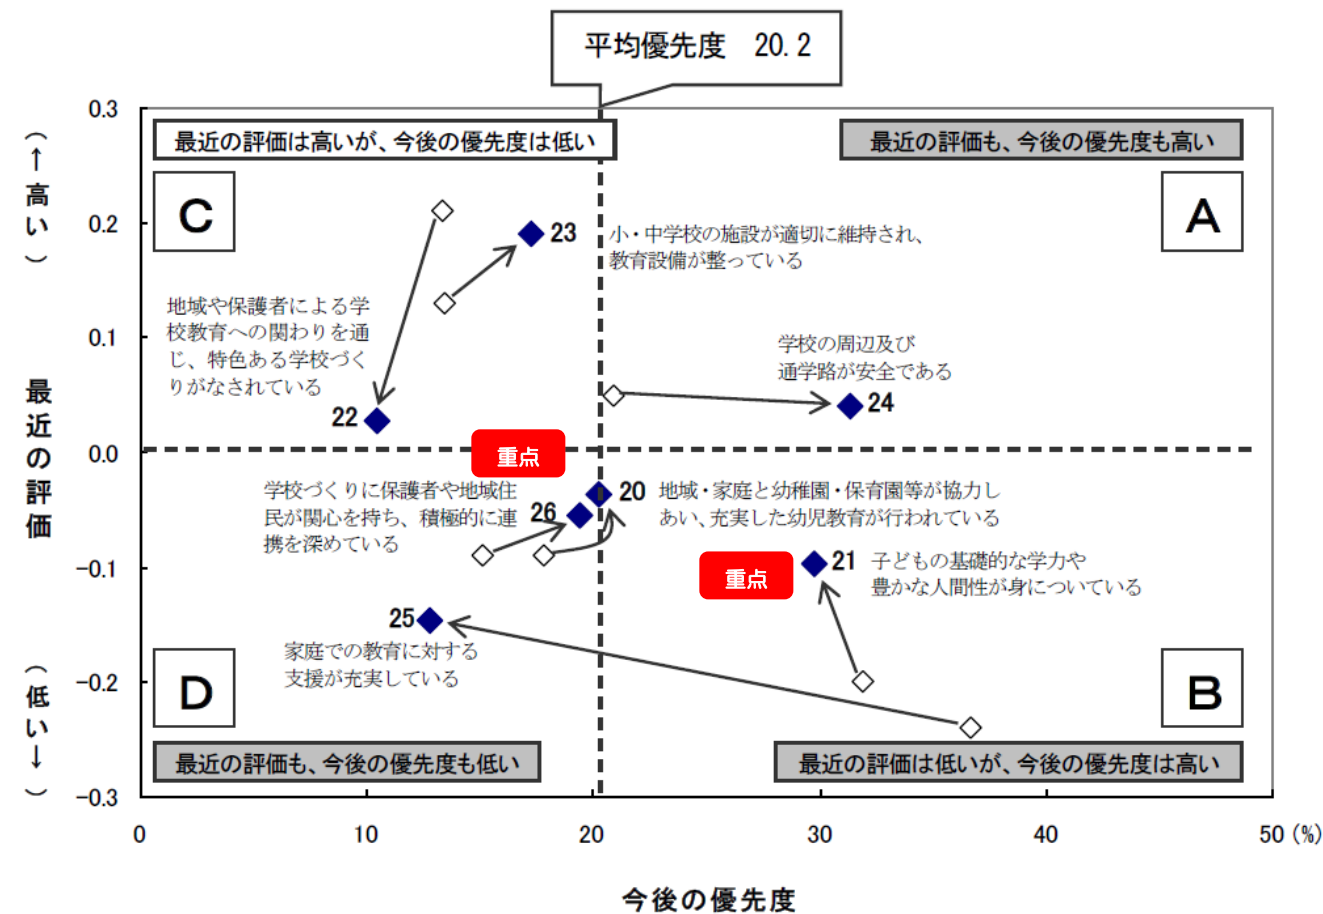 平均優先度 20.2
0.3
0.2
0.1
0.0
-0.1
-0.2
-0.3
（↑高い）
最近の評価
（低い↓）
最近の評価は高いが、今後の優先度は低い
最近の評価も、今後の優先度も高い
C
A
23
小・中学校の施設が適切に維持され、
教育設備が整っている
地域や保護者による学
校教育への関わりを通
じ、特色ある学校づく
りがなされている
22
学校の周辺及び
通学路が安全である
24
重点
学校づくりに保護者や地域住
民が関心を持ち、積極的に連
携を深めている
26
20
地域・家庭と幼稚園・保育園等が協力し
あい、充実した幼児教育が行われている
重点
21
子どもの基礎的な学力や
豊かな人間性が身についている
25
家庭での教育に対する
支援が充実している
D
B
最近の評価も、今後の優先度も低い
最近の評価は低いが、今後の優先度は高い
0
10
20
30
40
50 (%)
今後の優先度